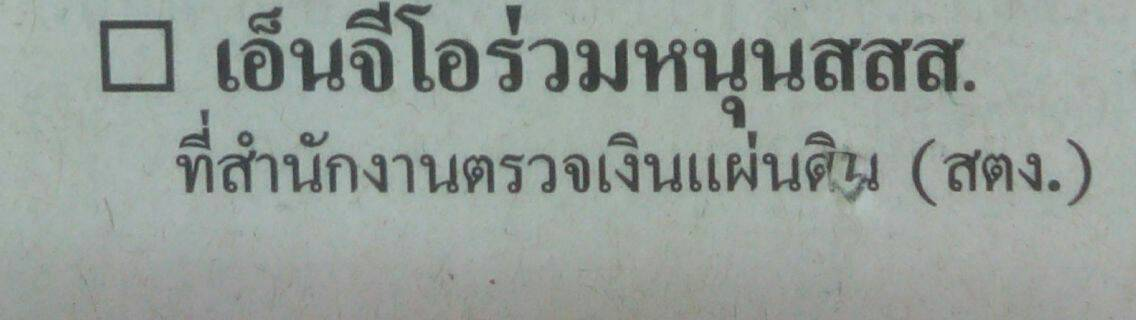 ☐ เอ็นจีโอร่วมหนุนสสส.
ที่สำนักงานตรวจเงินแผ่นดิน (สตง.)